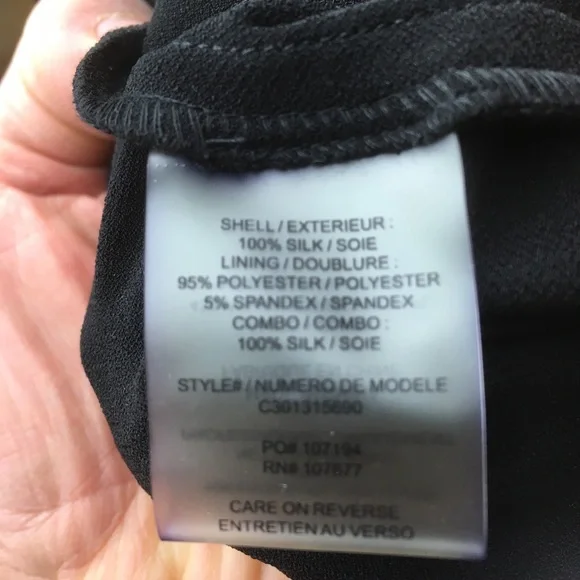 SHELL / EXTERIEUR :
100% SILK / SOIE
LINING / DOUBLURE :
95% POLYESTER / POLYESTER
5% SPANDEX / SPANDEX
COMBO / COMBO :
100% SILK / SOIE
STYLE# / NUMERO DE MODELE
C301315690
PO# 107194
RN# 107877
CARE ON REVERSE
ENTRETIEN AU VERSO